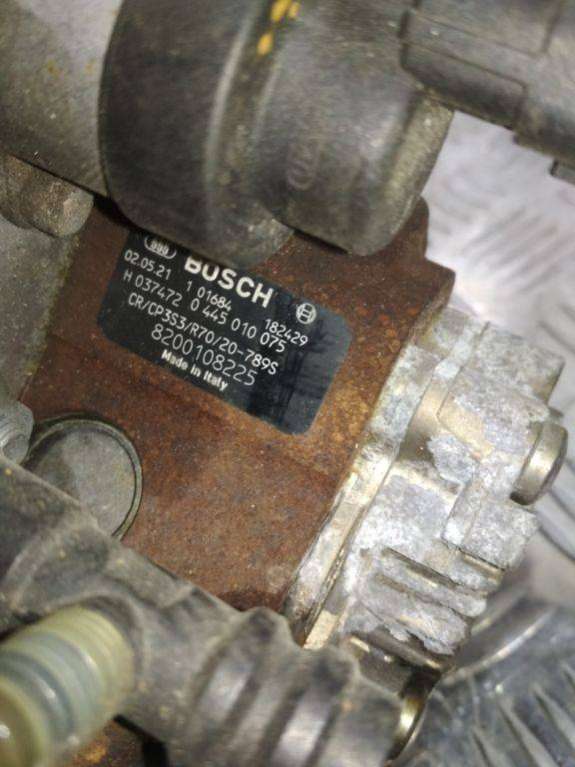 BOSCH
02.05.21 1 01684 182429
H 037472 0 445 010 075
CR/CP3S3/R70/20-789S
8200108225
Made in Italy